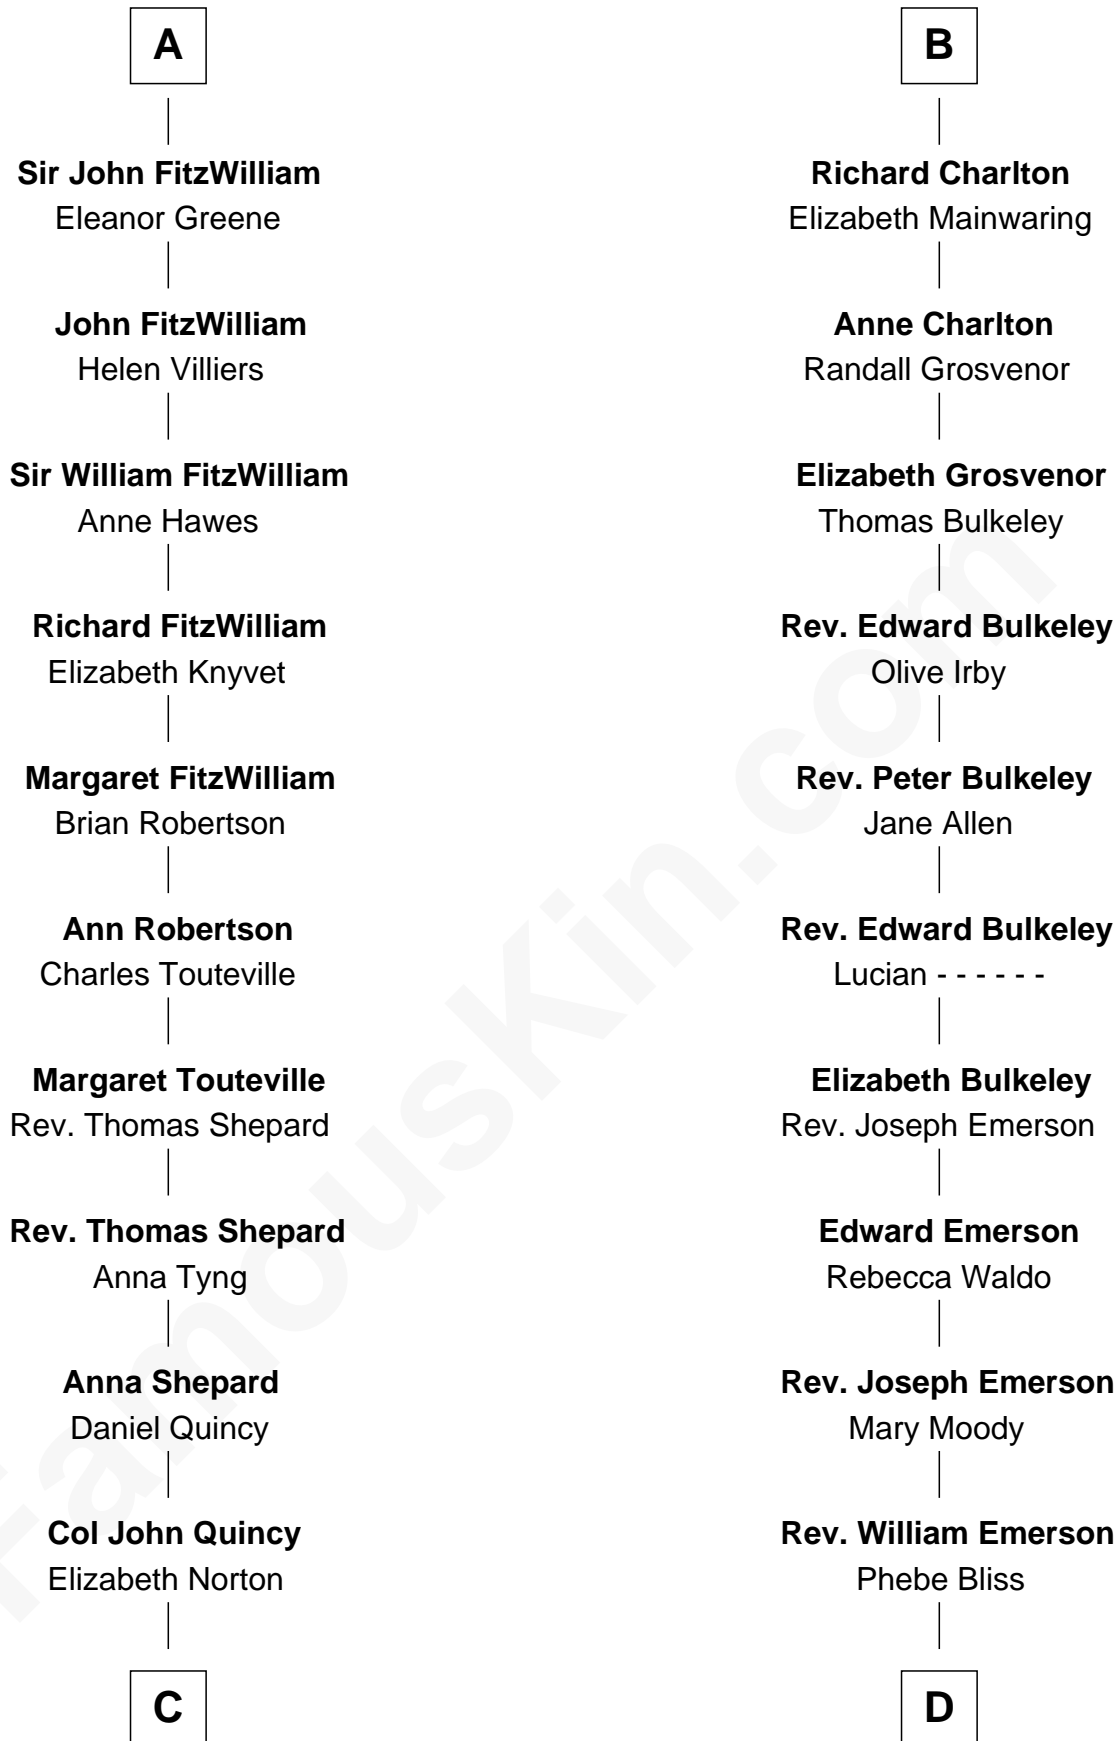 A
Sir John FitzWilliam
Eleanor Greene
John FitzWilliam
Helen Villiers
Sir William FitzWilliam
Anne Hawes
Richard FitzWilliam
Elizabeth Knyvet
Margaret FitzWilliam
Brian Robertson
Ann Robertson
Charles Touteville
Margaret Touteville
Rev. Thomas Shepard
Rev. Thomas Shepard
Anna Tyng
Anna Shepard
Daniel Quincy
Col John Quincy
Elizabeth Norton
C
B
Richard Charlton
Elizabeth Mainwaring
Anne Charlton
Randall Grosvenor
Elizabeth Grosvenor
Thomas Bulkeley
Rev. Edward Bulkeley
Olive Irby
Rev. Peter Bulkeley
Jane Allen
Rev. Edward Bulkeley
Lucian - - - - - -
Elizabeth Bulkeley
Rev. Joseph Emerson
Edward Emerson
Rebecca Waldo
Rev. Joseph Emerson
Mary Moody
Rev. William Emerson
Phebe Bliss
D
FamousKin.com